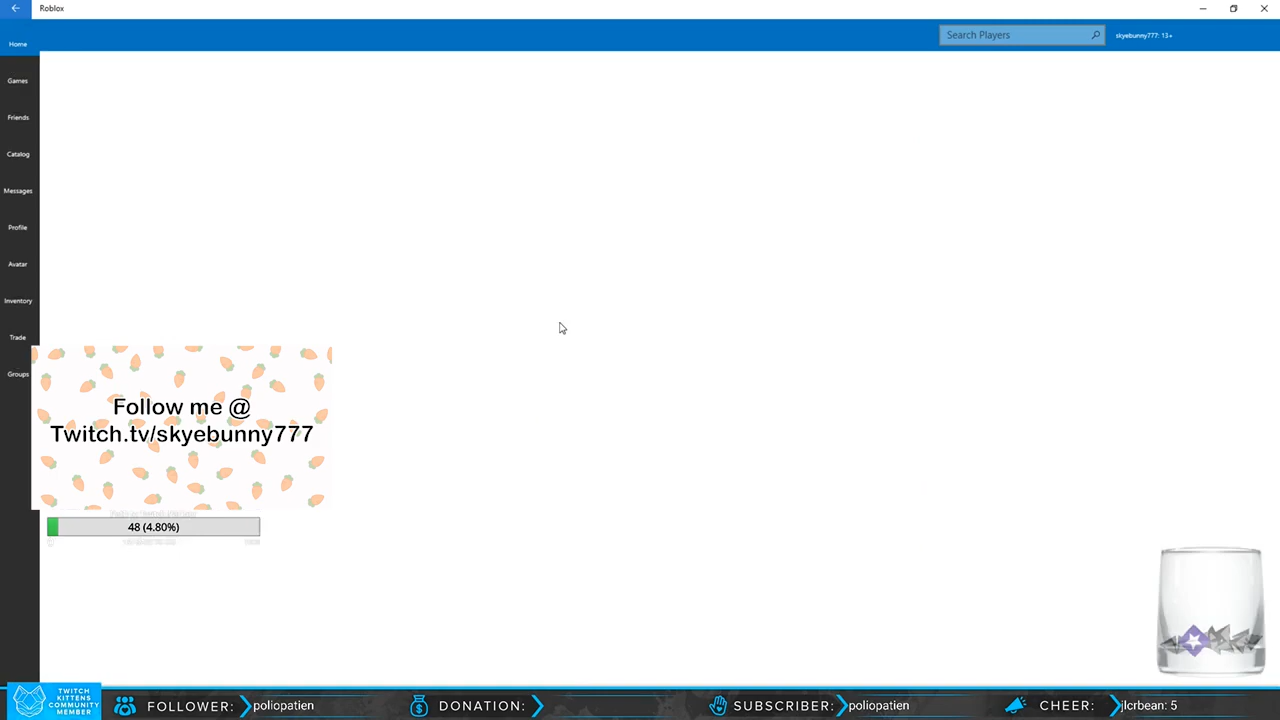 Roblox
Search Players
skyebunny777: 13+
Home
Games
Friends
Catalog
Messages
Profile
Avatar
Inventory
Trade
Groups
Follow me @
Twitch.tv/skyebunny777
48 (4.80%)
TWITCH
KITTENS
COMMUNITY
MEMBER
FOLLOWER: poliopatien
DONATION:
SUBSCRIBER: poliopatien
CHEER: jlcrbean: 5